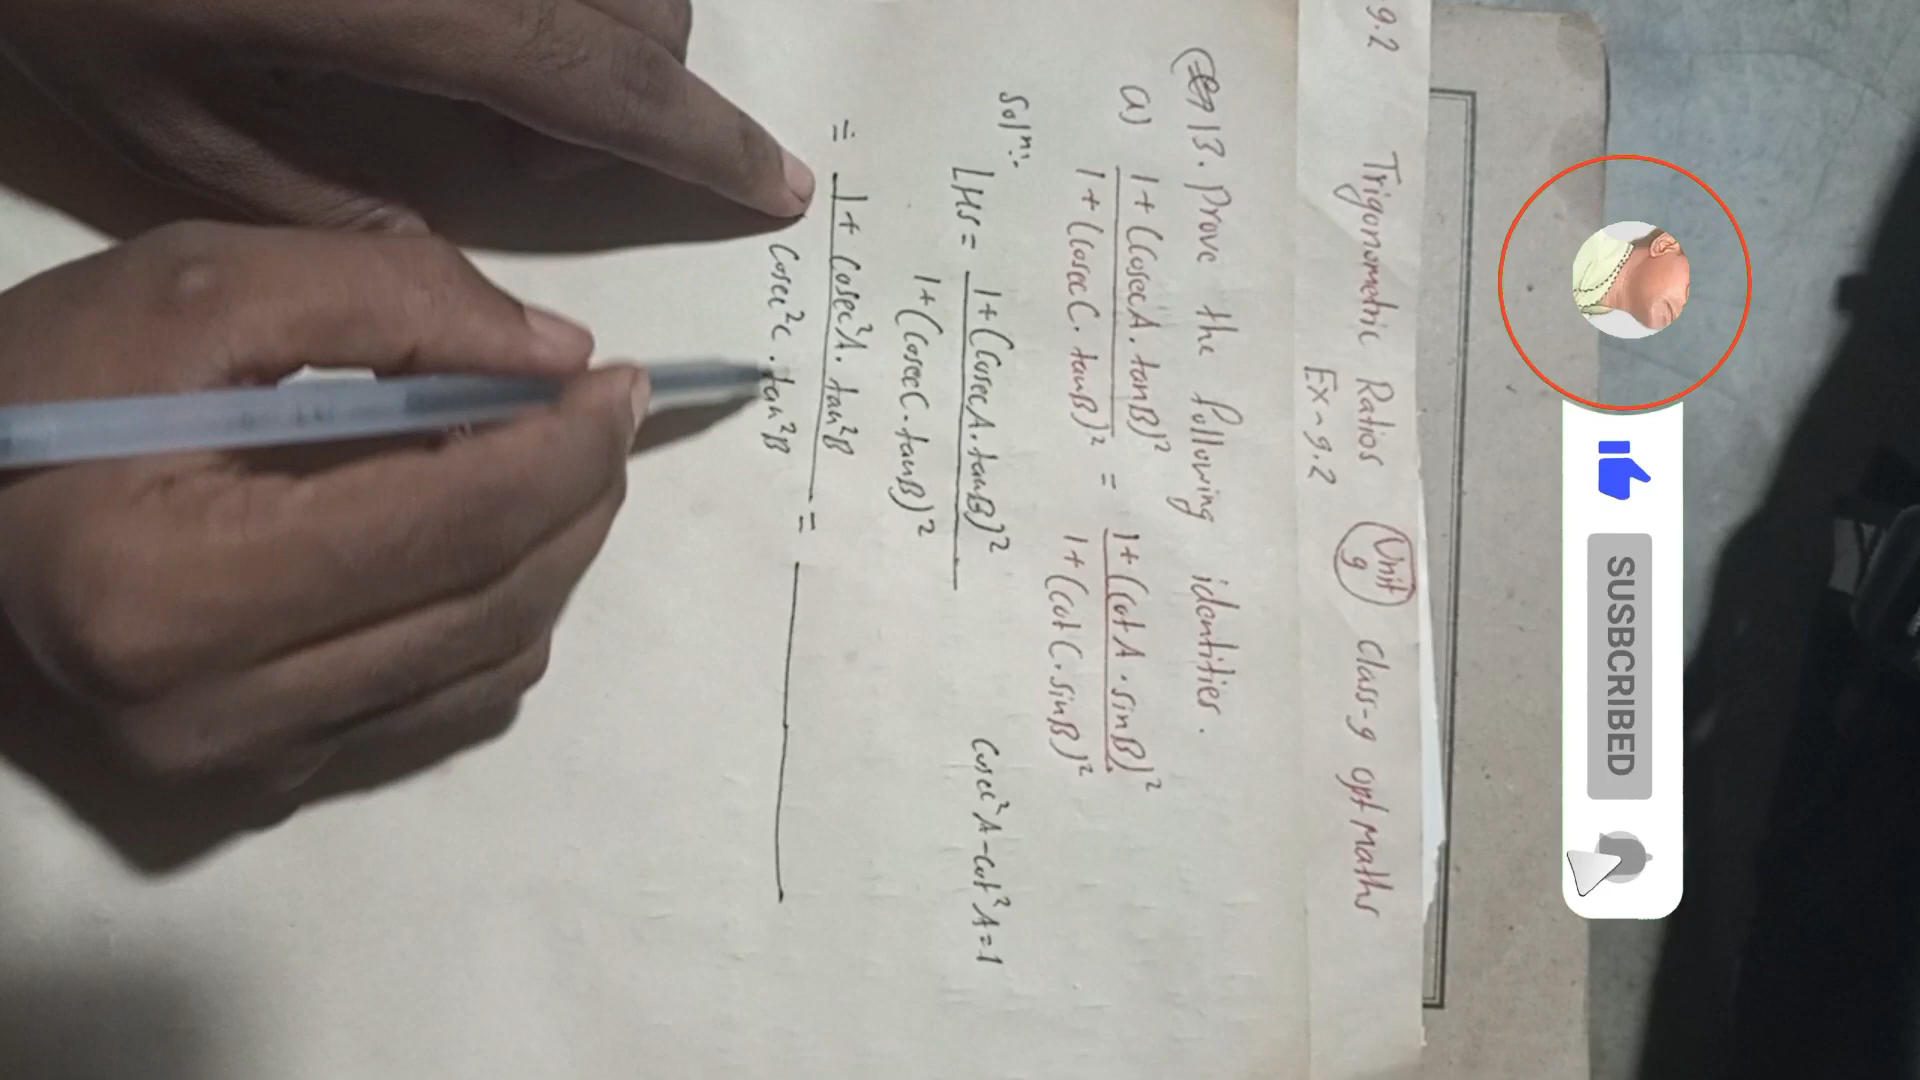 9.2 Trigonometric Ratios Unit 9 Class-9 opt Maths
Ex-9.2
13. Prove the following identities.
a) 1+(CosecA.tanB)² / 1+(cosecC.tanB)² = 1+(cotA.sinB)² / 1+(cotC.sinB)²
Solⁿ:-
LHS = 1+(CosecA.tanB)² / 1+(CosecC.tanB)²
Cosec²A-cot²A=1
= 1+Cosec²A.tan²B / Cosec²C.tan²B =
SUSBCRIBED